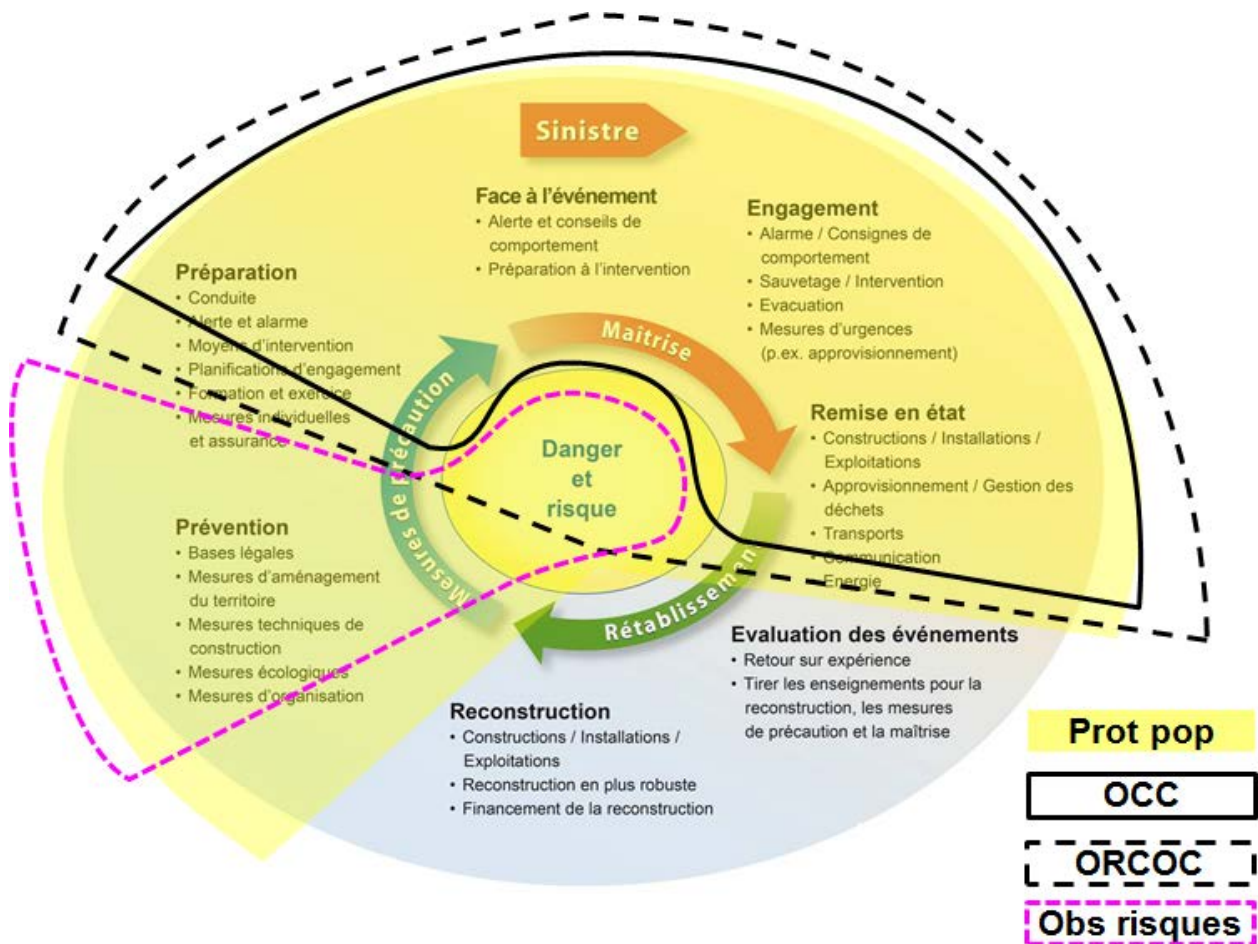 Sinistre
Face à l'événement
• Alerte et conseils de
comportement
• Préparation à l'intervention
Engagement
• Alarme / Consignes de
comportement
• Sauvetage / Intervention
• Evacuation
• Mesures d'urgences
(p.ex. approvisionnement)
Préparation
• Conduite
• Alerte et alarme
• Moyens d'intervention
• Planifications d'engagement
• Formation et exercice
• Mesures individuelles
et assurance
Maîtrise
Mesures de précaution
Danger
et
risque
Remise en état
• Constructions / Installations /
Exploitations
• Approvisionnement / Gestion des
déchets
• Transports
• Communication
• Energie
Prévention
• Bases légales
• Mesures d'aménagement
du territoire
• Mesures techniques de
construction
• Mesures écologiques
• Mesures d'organisation
Rétablissemen
Evaluation des événements
• Retour sur expérience
• Tirer les enseignements pour la
reconstruction, les mesures
de précaution et la maîtrise
Reconstruction
• Constructions / Installations /
Exploitations
• Reconstruction en plus robuste
• Financement de la reconstruction
Prot pop
OCC
ORCOC
Obs risques